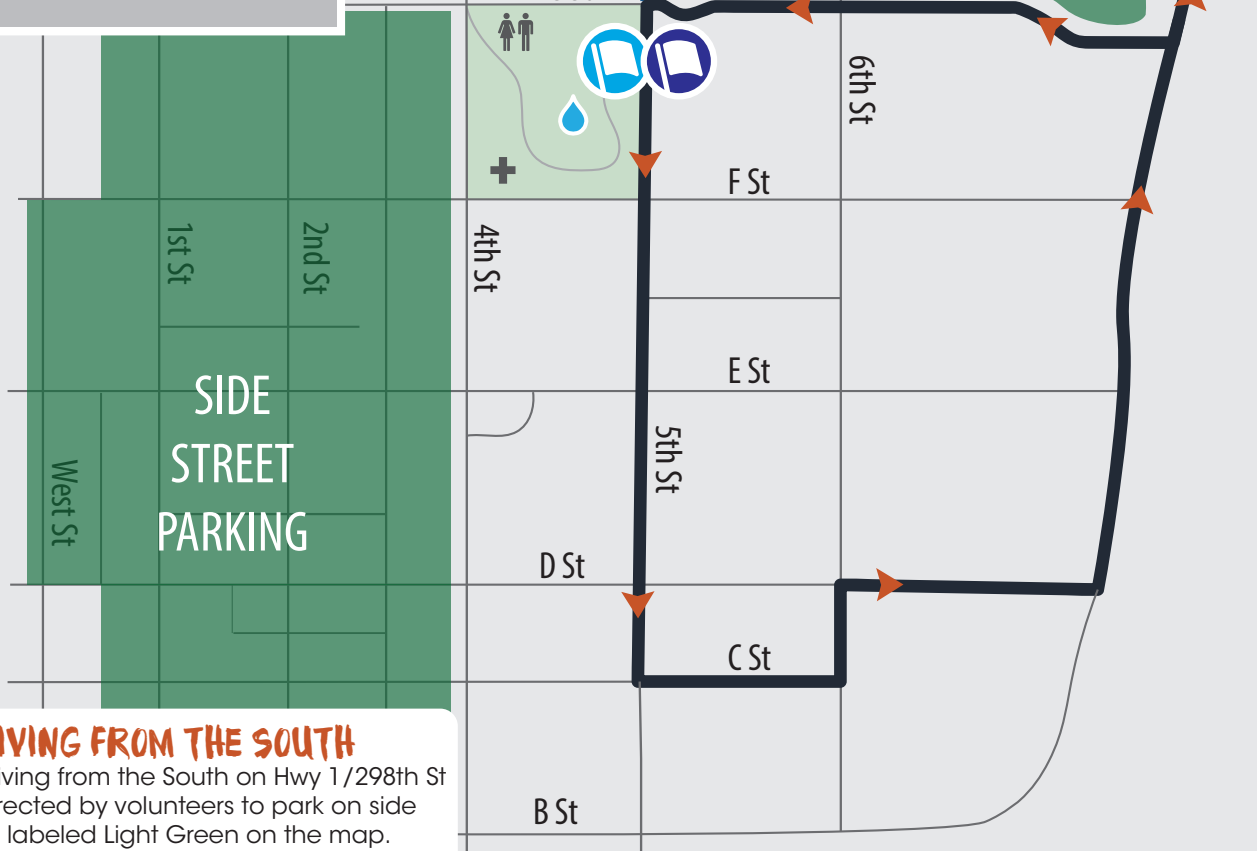 6th St
F St
1st St
2nd St
4th St
E St
SIDE
STREET
PARKING
5th St
West St
D St
C St
IVING FROM THE SOUTH
iving from the South on Hwy 1/298th St
rected by volunteers to park on side
labeled Light Green on the map.
B St